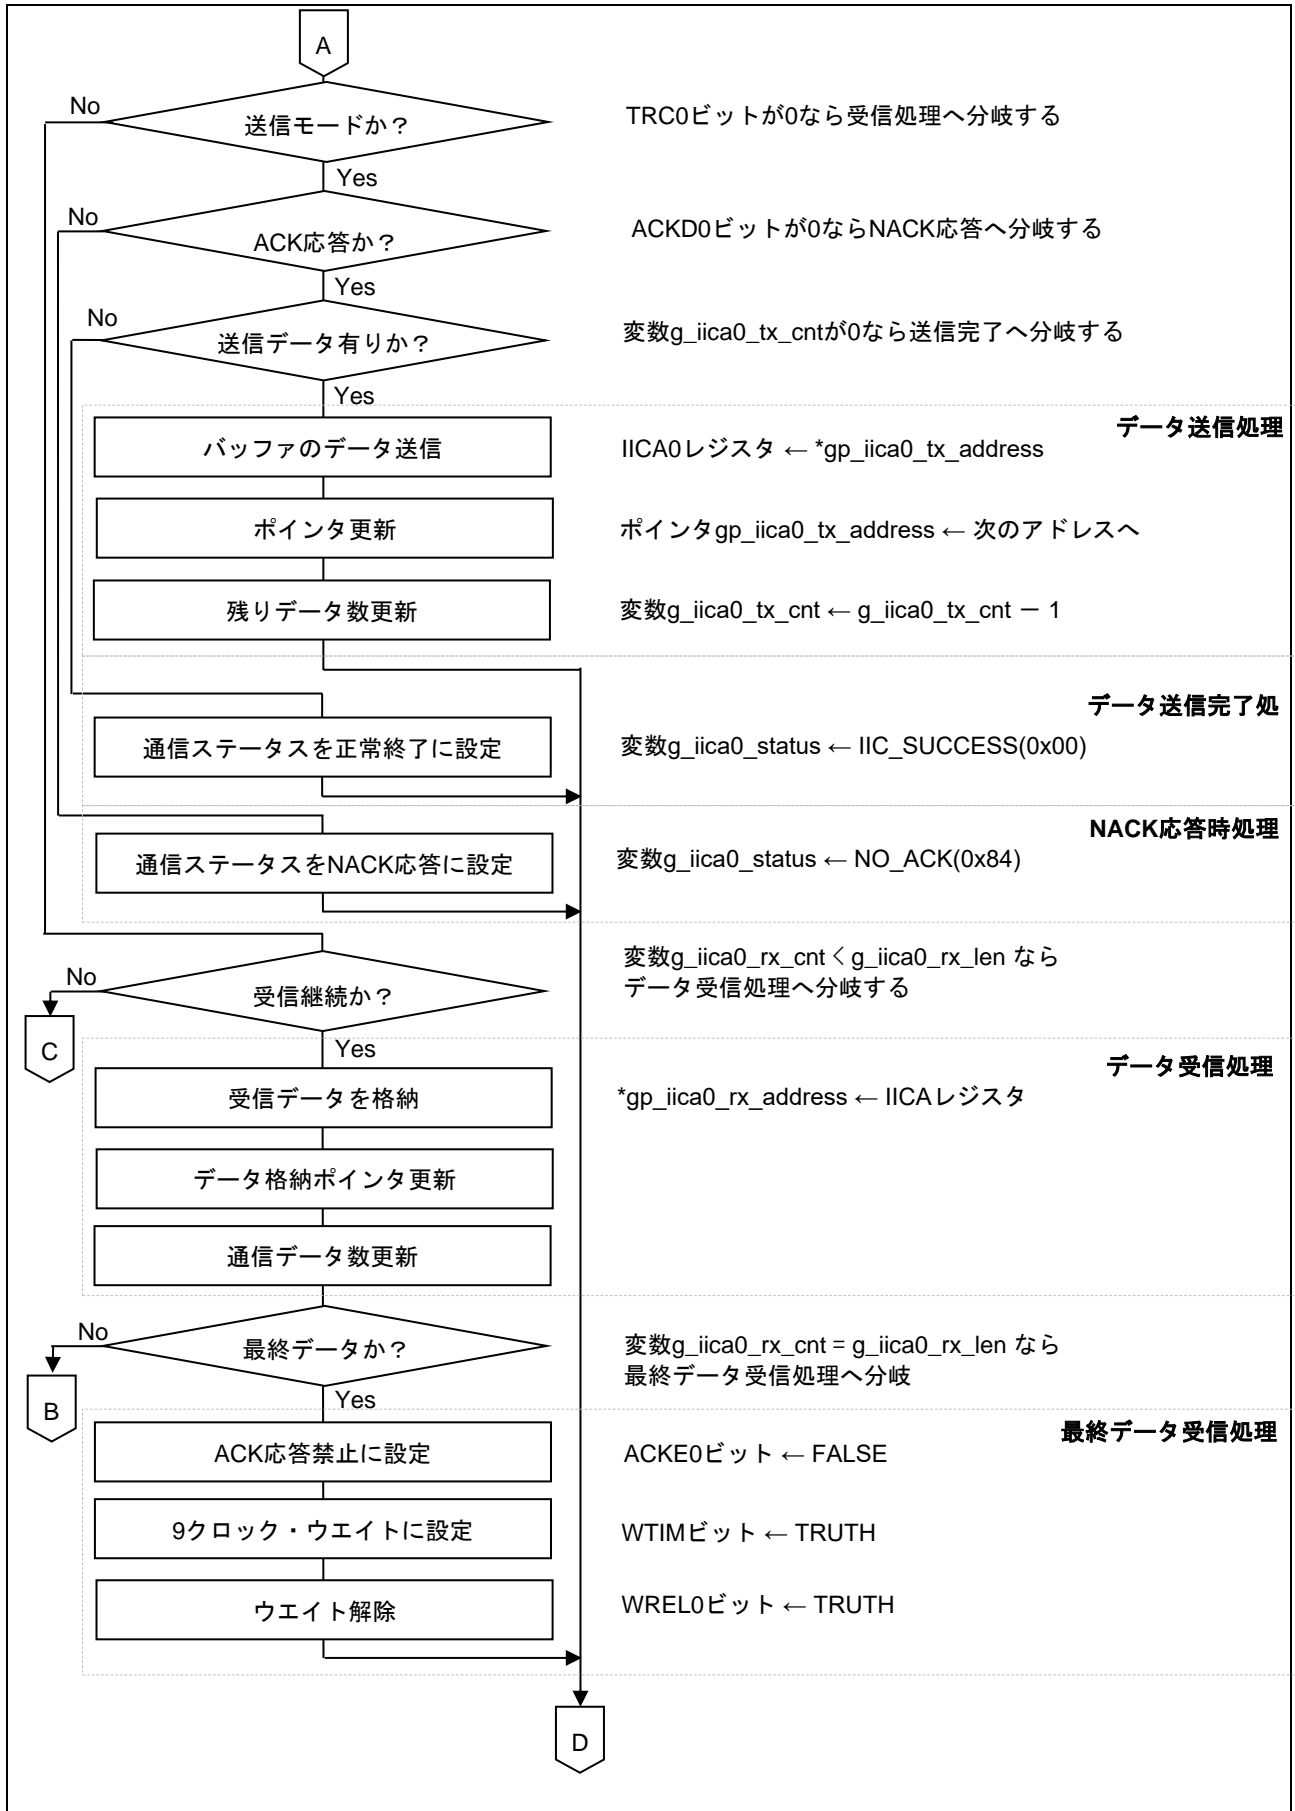 A
No
送信モードか？
TRC0ビットが0なら受信処理へ分岐する
Yes
No
ACK応答か？
ACKD0ビットが0ならNACK応答へ分岐する
Yes
No
送信データ有りか？
変数g_iica0_tx_cntが0なら送信完了へ分岐する
Yes
データ送信処理
バッファのデータ送信
IICA0レジスタ ← *gp_iica0_tx_address
ポインタ更新
ポインタgp_iica0_tx_address ← 次のアドレスへ
残りデータ数更新
変数g_iica0_tx_cnt ← g_iica0_tx_cnt － 1
データ送信完了処
通信ステータスを正常終了に設定
変数g_iica0_status ← IIC_SUCCESS(0x00)
NACK応答時処理
通信ステータスをNACK応答に設定
変数g_iica0_status ← NO_ACK(0x84)
No
受信継続か？
変数g_iica0_rx_cnt＜g_iica0_rx_len なら
データ受信処理へ分岐する
C
Yes
データ受信処理
受信データを格納
*gp_iica0_rx_address ← IICAレジスタ
データ格納ポインタ更新
通信データ数更新
No
最終データか？
変数g_iica0_rx_cnt = g_iica0_rx_len なら
最終データ受信処理へ分岐
B
Yes
最終データ受信処理
ACK応答禁止に設定
ACKE0ビット ← FALSE
9クロック・ウエイトに設定
WTIMビット ← TRUTH
ウエイト解除
WREL0ビット ← TRUTH
D